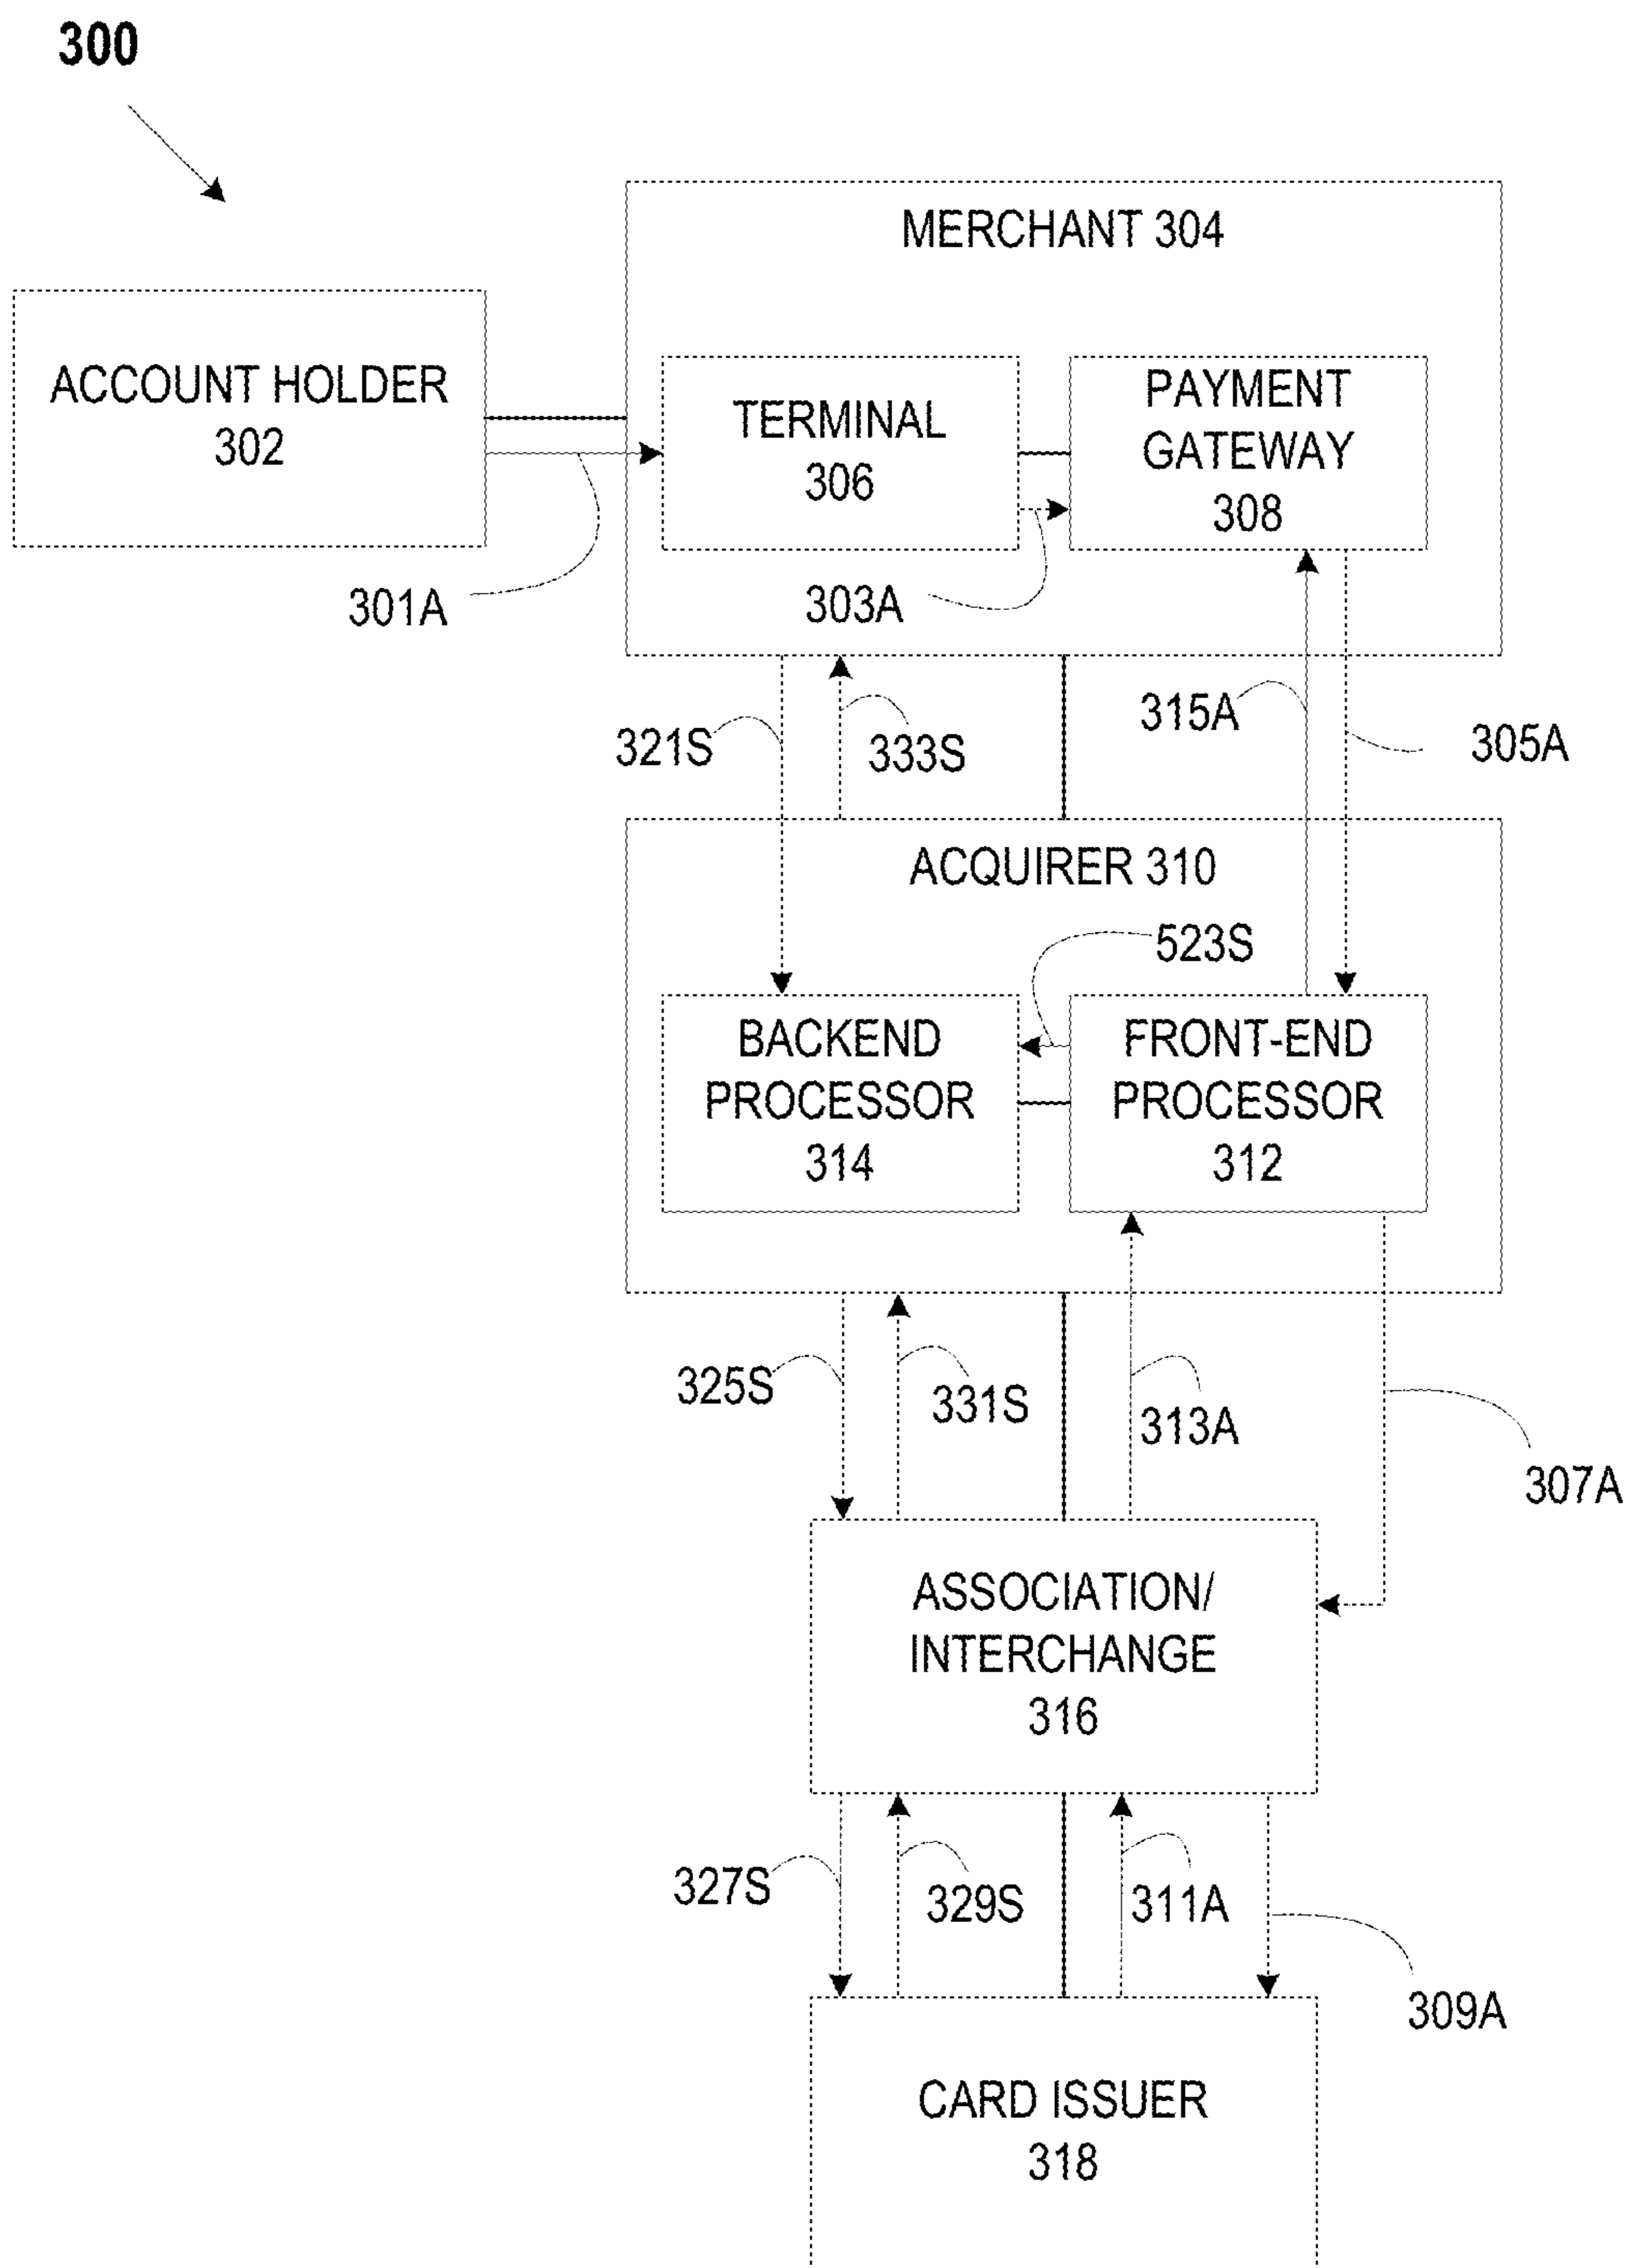 300
MERCHANT 304
ACCOUNT HOLDER
302
TERMINAL
306
PAYMENT
GATEWAY
308
301A
303A
321S
333S
315A
305A
ACQUIRER 310
523S
BACKEND
PROCESSOR
314
FRONT-END
PROCESSOR
312
325S
331S
313A
307A
ASSOCIATION/
INTERCHANGE
316
327S
329S
311A
309A
CARD ISSUER
318